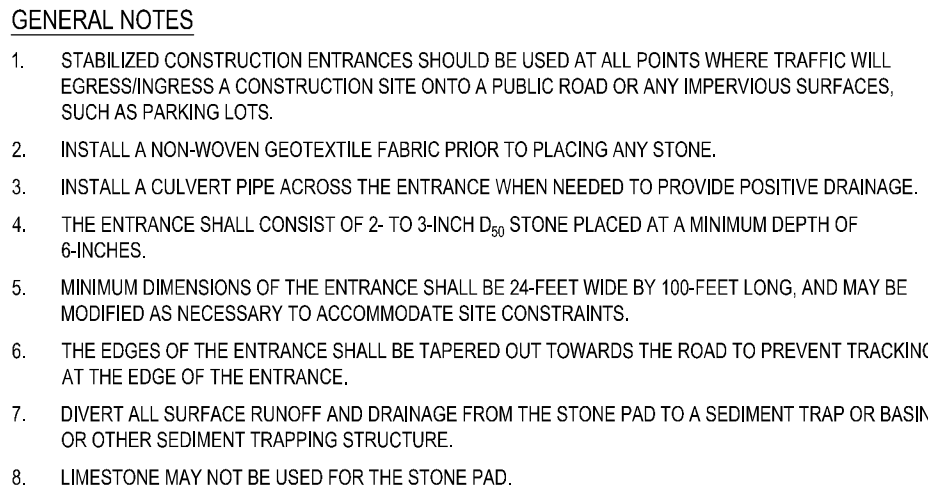 GENERAL NOTES
1. STABILIZED CONSTRUCTION ENTRANCES SHOULD BE USED AT ALL POINTS WHERE TRAFFIC WILL
EGRESS/INGRESS A CONSTRUCTION SITE ONTO A PUBLIC ROAD OR ANY IMPERVIOUS SURFACES,
SUCH AS PARKING LOTS.
2. INSTALL A NON-WOVEN GEOTEXTILE FABRIC PRIOR TO PLACING ANY STONE.
3. INSTALL A CULVERT PIPE ACROSS THE ENTRANCE WHEN NEEDED TO PROVIDE POSITIVE DRAINAGE.
4. THE ENTRANCE SHALL CONSIST OF 2- TO 3-INCH D50 STONE PLACED AT A MINIMUM DEPTH OF
6-INCHES.
5. MINIMUM DIMENSIONS OF THE ENTRANCE SHALL BE 24-FEET WIDE BY 100-FEET LONG, AND MAY BE
MODIFIED AS NECESSARY TO ACCOMMODATE SITE CONSTRAINTS.
6. THE EDGES OF THE ENTRANCE SHALL BE TAPERED OUT TOWARDS THE ROAD TO PREVENT TRACKING
AT THE EDGE OF THE ENTRANCE.
7. DIVERT ALL SURFACE RUNOFF AND DRAINAGE FROM THE STONE PAD TO A SEDIMENT TRAP OR BASIN
OR OTHER SEDIMENT TRAPPING STRUCTURE.
8. LIMESTONE MAY NOT BE USED FOR THE STONE PAD.